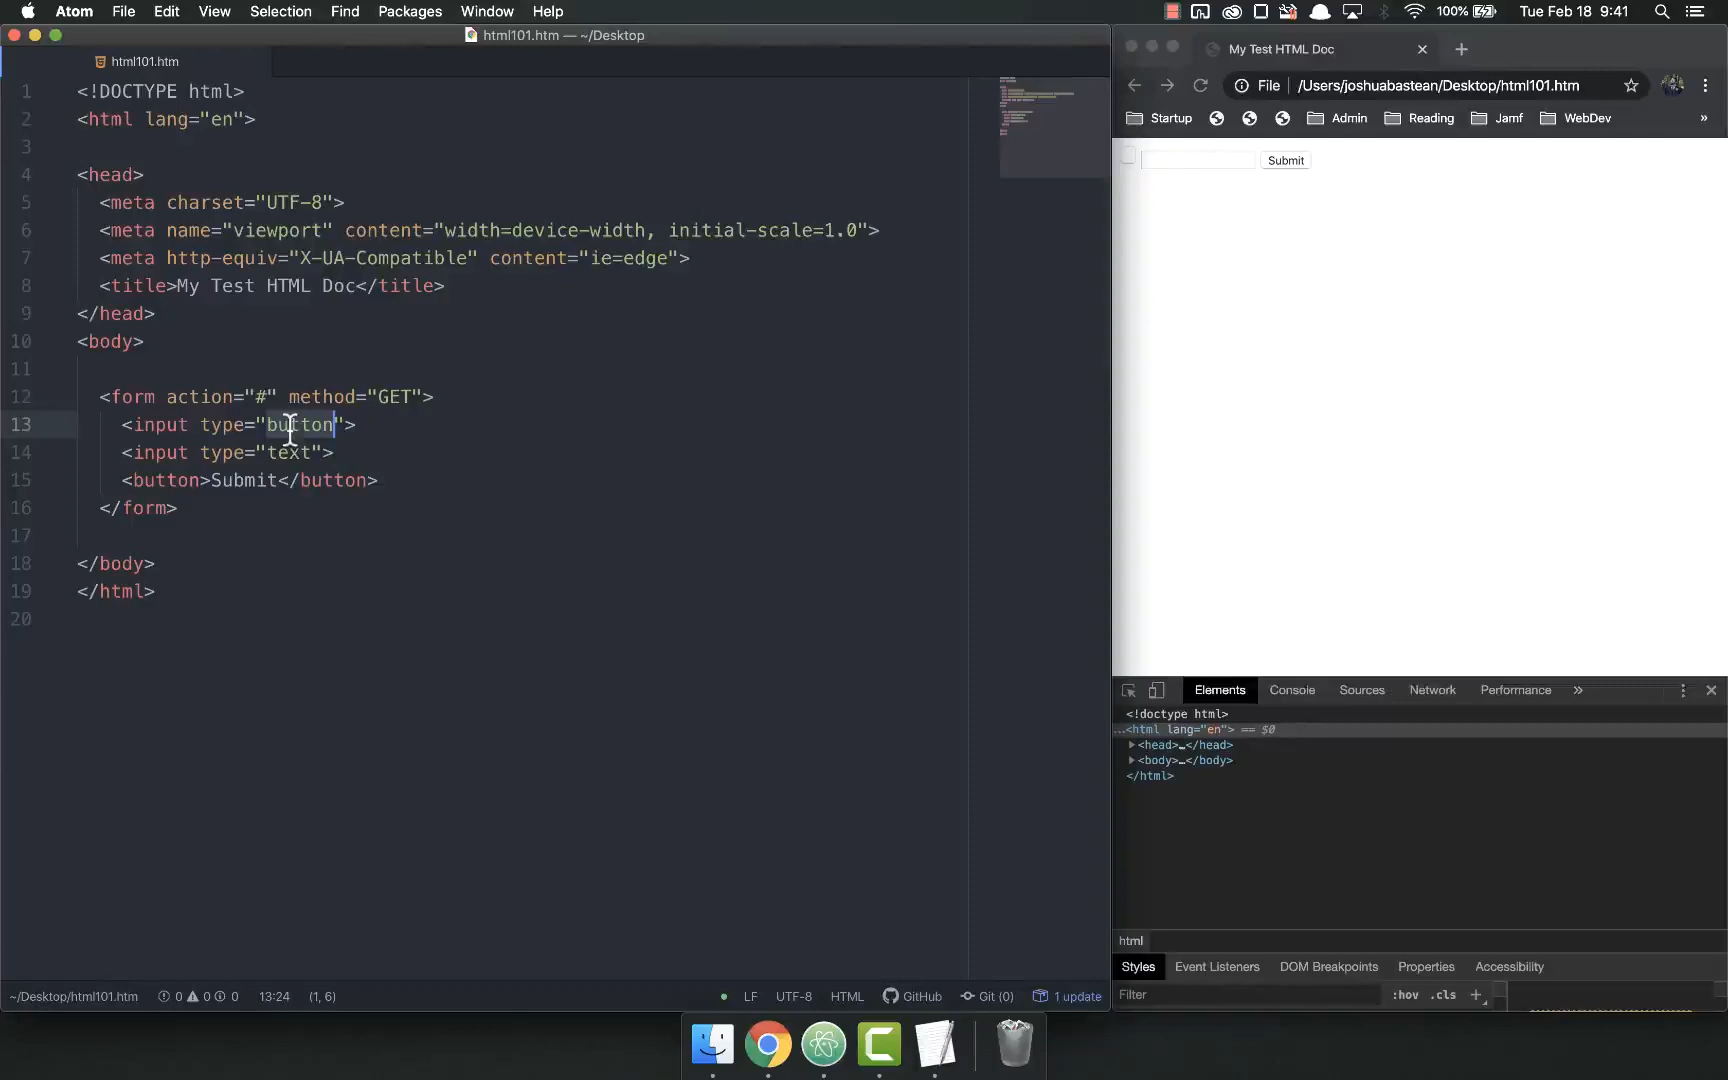 Atom File Edit View Selection Find Packages Window Help 100% Tue Feb 18 9:41
html101.htm — ~/Desktop
html101.htm
My Test HTML Doc
File /Users/joshuabastean/Desktop/html101.htm
Startup Admin Reading Jamf WebDev »
1 <!DOCTYPE html>
2 <html lang="en">
3
4 <head>
5 <meta charset="UTF-8">
6 <meta name="viewport" content="width=device-width, initial-scale=1.0">
7 <meta http-equiv="X-UA-Compatible" content="ie=edge">
8 <title>My Test HTML Doc</title>
9 </head>
10 <body>
11
12 <form action="#" method="GET">
13 <input type="button">
14 <input type="text">
15 <button>Submit</button>
16 </form>
17
18 </body>
19 </html>
20
Submit
Elements Console Sources Network Performance »
<!doctype html>
...<html lang="en"> == $0
<head>…</head>
<body>…</body>
</html>
html
Styles Event Listeners DOM Breakpoints Properties Accessibility
Filter :hov .cls +
~/Desktop/html101.htm 0 0 0 13:24 (1, 6) LF UTF-8 HTML GitHub Git (0) 1 update